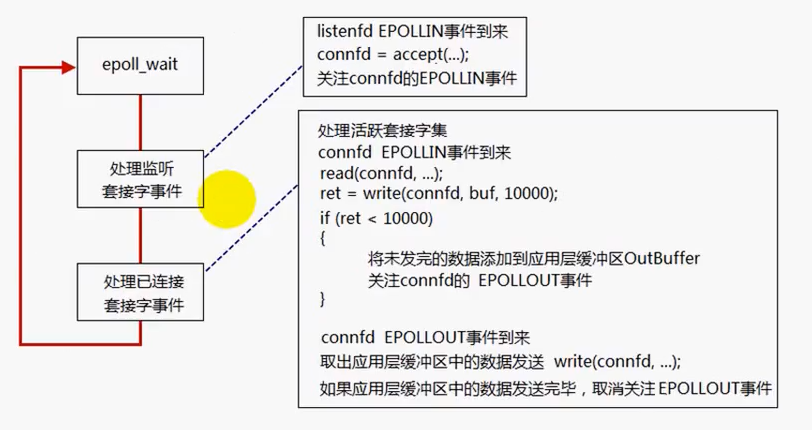 epoll_wait
处理监听
套接字事件
处理已连接
套接字事件
listenfd EPOLLIN事件到来
connfd = accept(...);
关注connfd的EPOLLIN事件
处理活跃套接字集
connfd EPOLLIN事件到来
read(connfd, ...);
ret = write(connfd, buf, 10000);
if (ret < 10000)
{
将未发完的数据添加到应用层缓冲区OutBuffer
关注connfd的 EPOLLOUT事件
}
connfd EPOLLOUT事件到来
取出应用层缓冲区中的数据发送 write(connfd, ...);
如果应用层缓冲区中的数据发送完毕，取消关注EPOLLOUT事件